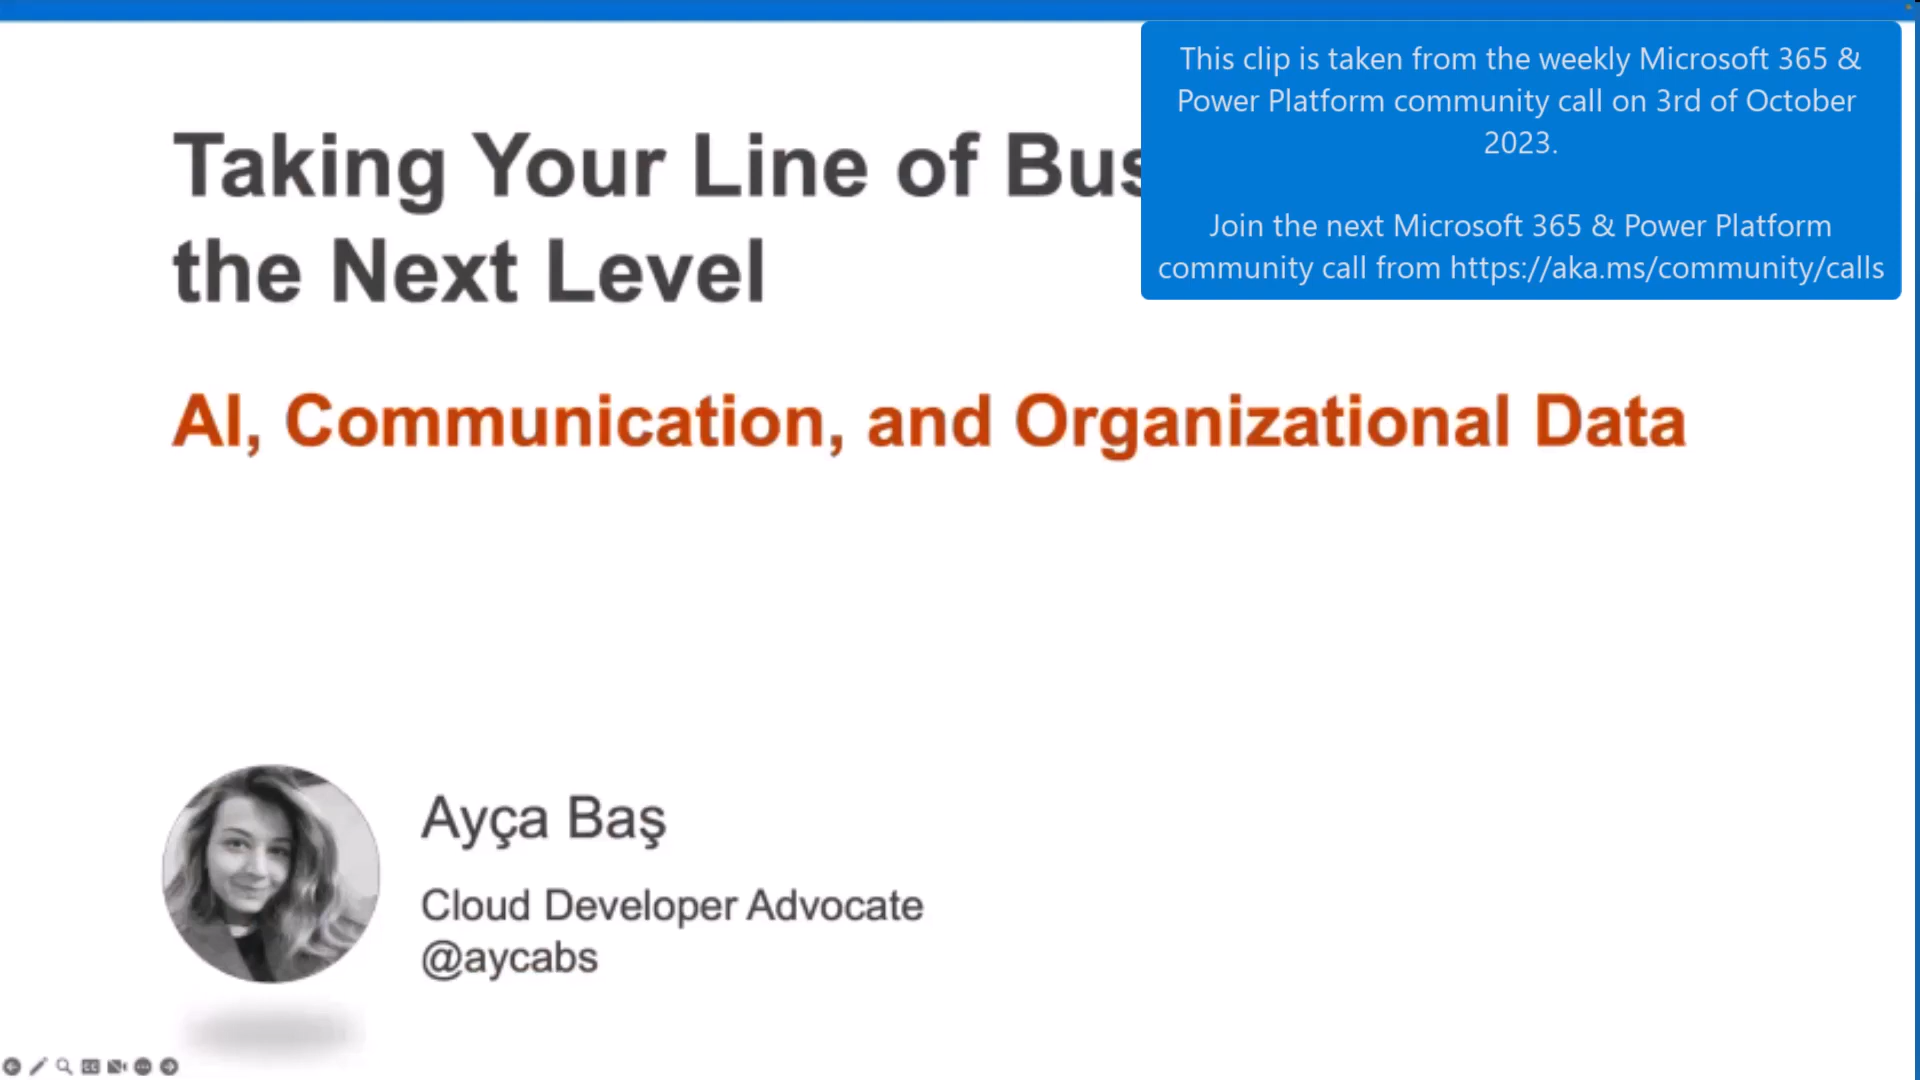 This clip is taken from the weekly Microsoft 365 &
Power Platform community call on 3rd of October
2023.
Join the next Microsoft 365 & Power Platform
community call from https://aka.ms/community/calls
Taking Your Line of Bus
the Next Level
AI, Communication, and Organizational Data
Ayça Baş
Cloud Developer Advocate
@aycabs